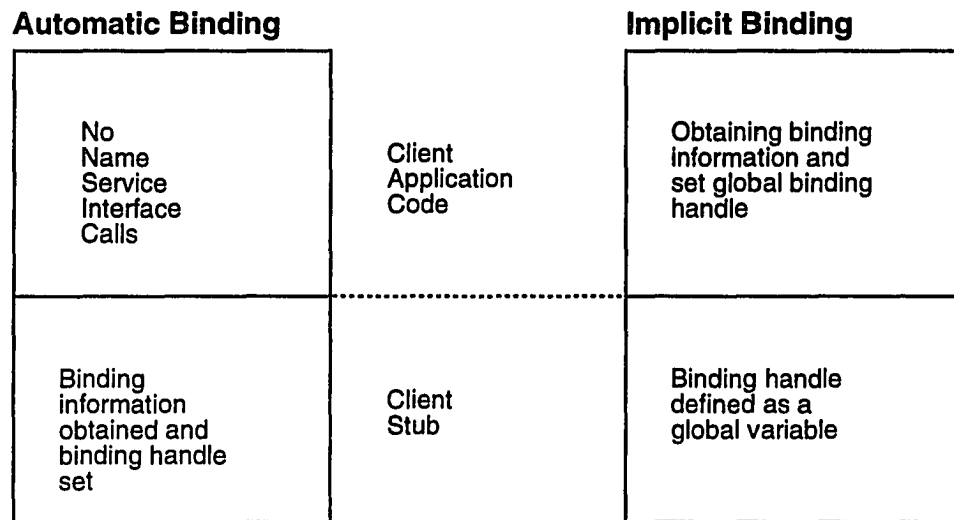 Automatic Binding
Implicit Binding
No
Name
Service
Interface
Calls
Client
Application
Code
Obtaining binding
information and
set global binding
handle
Binding
information
obtained and
binding handle
set
Client
Stub
Binding handle
defined as a
global variable